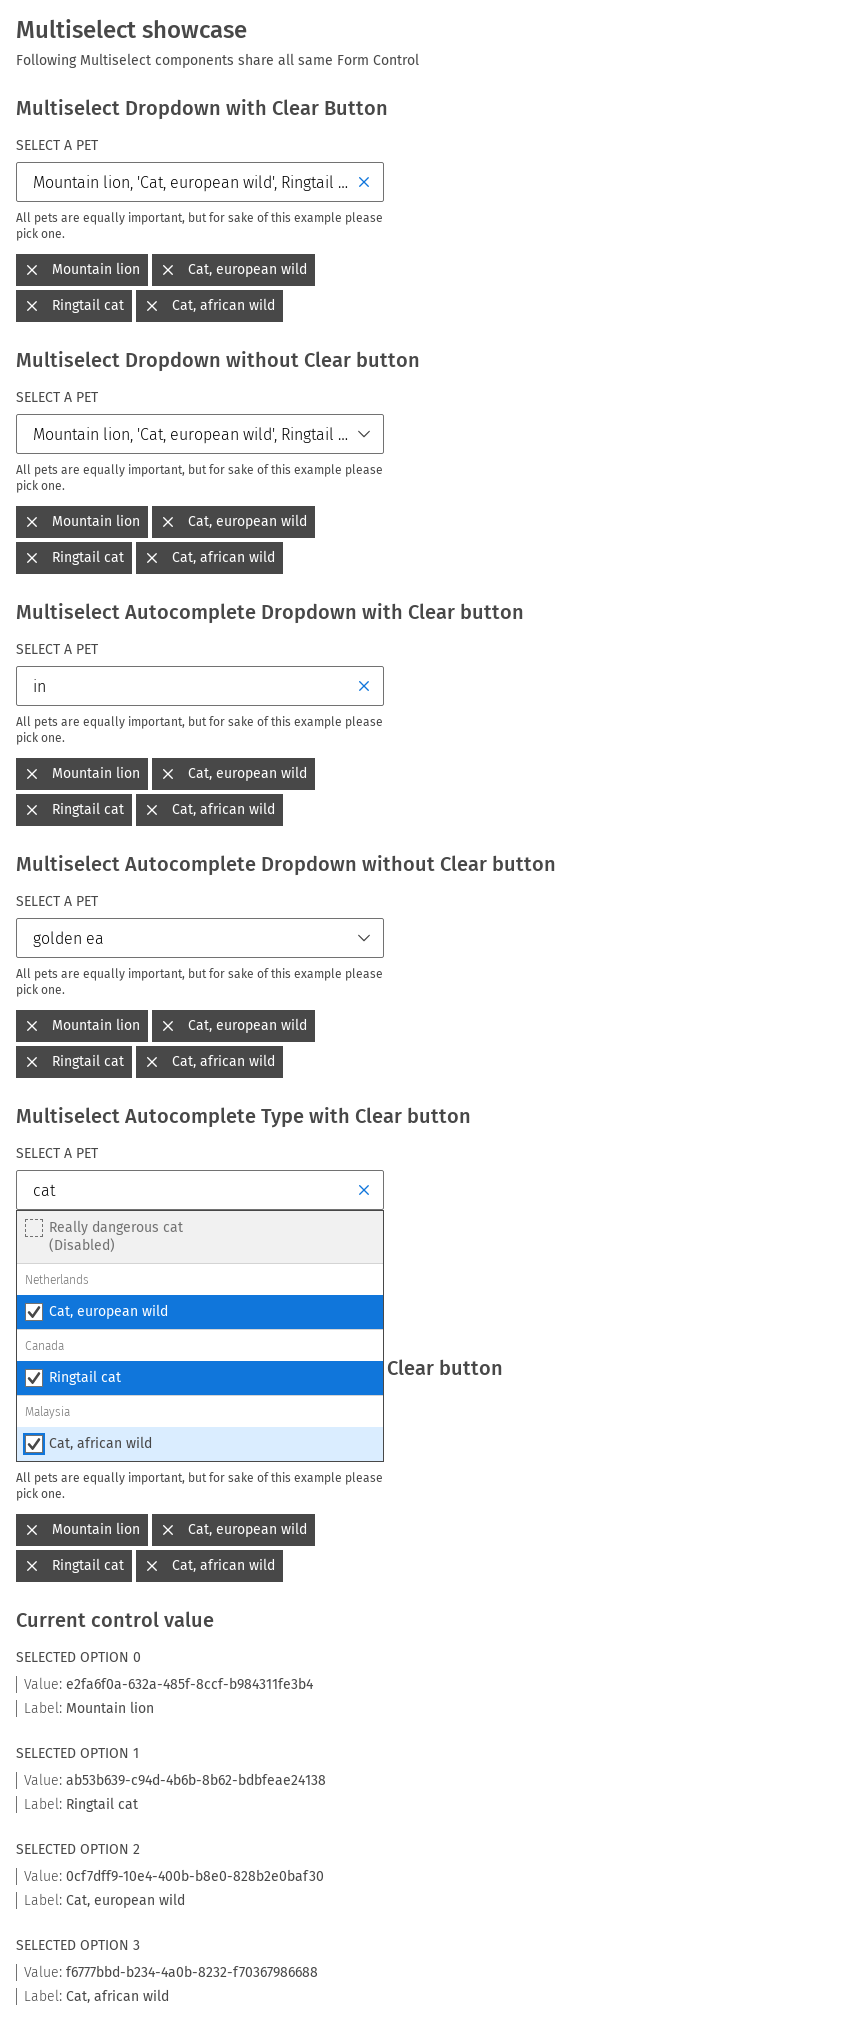 Multiselect showcase
Following Multiselect components share all same Form Control
Multiselect Dropdown with Clear Button
SELECT A PET
Mountain lion, 'Cat, european wild', Ringtail ...
All pets are equally important, but for sake of this example please
pick one.
Mountain lion Cat, european wild
Ringtail cat Cat, african wild
Multiselect Dropdown without Clear button
SELECT A PET
Mountain lion, 'Cat, european wild', Ringtail ...
All pets are equally important, but for sake of this example please
pick one.
Mountain lion Cat, european wild
Ringtail cat Cat, african wild
Multiselect Autocomplete Dropdown with Clear button
SELECT A PET
in
All pets are equally important, but for sake of this example please
pick one.
Mountain lion Cat, european wild
Ringtail cat Cat, african wild
Multiselect Autocomplete Dropdown without Clear button
SELECT A PET
golden ea
All pets are equally important, but for sake of this example please
pick one.
Mountain lion Cat, european wild
Ringtail cat Cat, african wild
Multiselect Autocomplete Type with Clear button
SELECT A PET
cat
Really dangerous cat
(Disabled)
Netherlands
Cat, european wild
Canada
Clear button
Ringtail cat
Malaysia
Cat, african wild
All pets are equally important, but for sake of this example please
pick one.
Mountain lion Cat, european wild
Ringtail cat Cat, african wild
Current control value
SELECTED OPTION 0
Value: e2fa6f0a-632a-485f-8ccf-b984311fe3b4
Label: Mountain lion
SELECTED OPTION 1
Value: ab53b639-c94d-4b6b-8b62-bdbfeae24138
Label: Ringtail cat
SELECTED OPTION 2
Value: 0cf7dff9-10e4-400b-b8e0-828b2e0baf30
Label: Cat, european wild
SELECTED OPTION 3
Value: f6777bbd-b234-4a0b-8232-f70367986688
Label: Cat, african wild